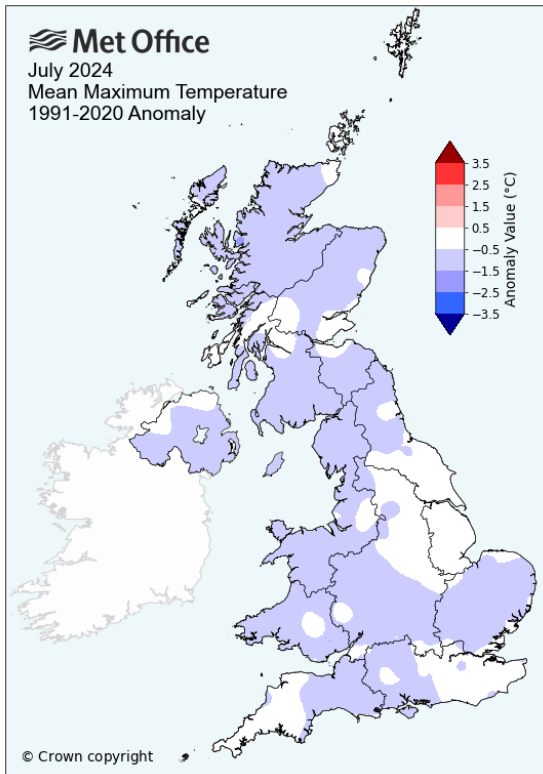 Met Office
July 2024
Mean Maximum Temperature
1991-2020 Anomaly
3.5
2.5
1.5
0.5
−0.5
−1.5
−2.5
−3.5
Anomaly Value (°C)
© Crown copyright